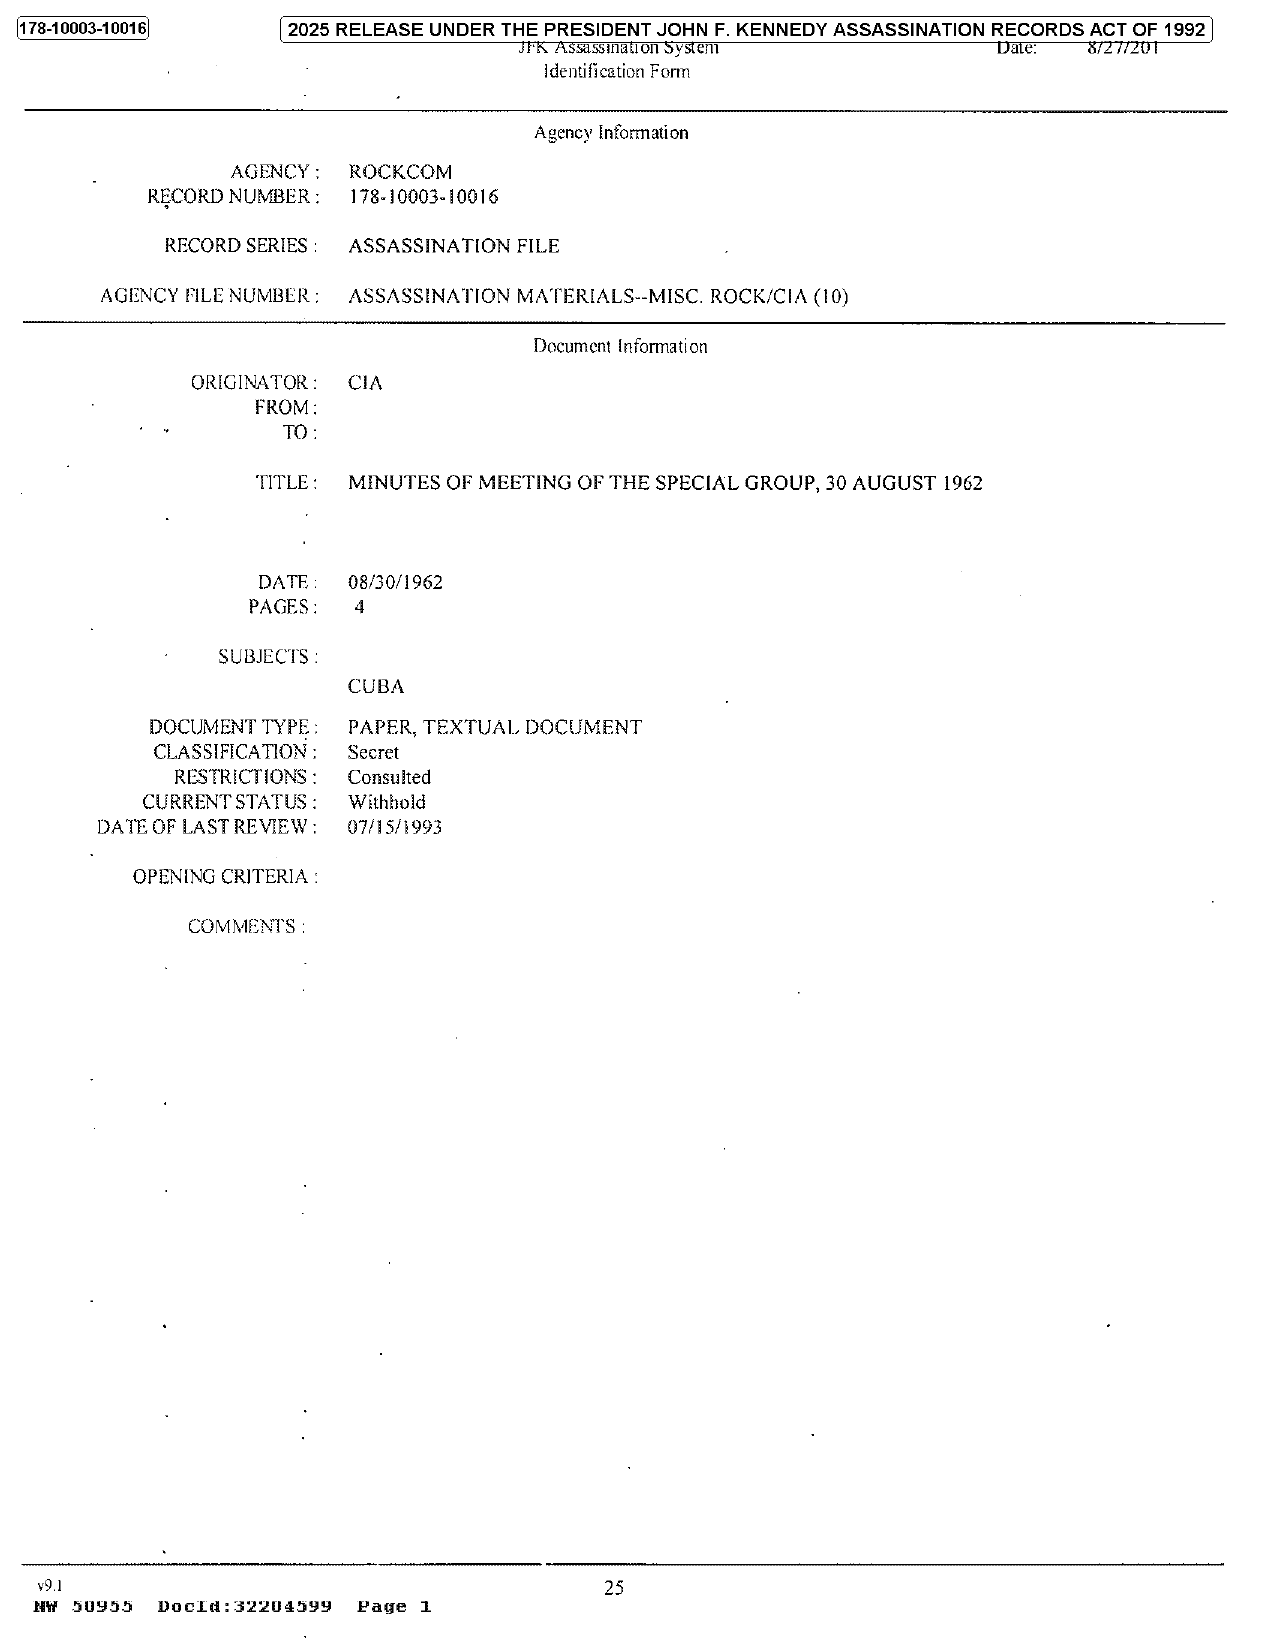 178-10003-10016
2025 RELEASE UNDER THE PRESIDENT JOHN F. KENNEDY ASSASSINATION RECORDS ACT OF 1992
JFK Assassination System Date: 8/27/201
Identification Form
Agency Information
AGENCY : ROCKCOM
RECORD NUMBER : 178-10003-10016
RECORD SERIES : ASSASSINATION FILE
AGENCY FILE NUMBER : ASSASSINATION MATERIALS--MISC. ROCK/CIA (10)
Document Information
ORIGINATOR : CIA
FROM :
TO :
TITLE : MINUTES OF MEETING OF THE SPECIAL GROUP, 30 AUGUST 1962
DATE : 08/30/1962
PAGES : 4
SUBJECTS :
CUBA
DOCUMENT TYPE : PAPER, TEXTUAL DOCUMENT
CLASSIFICATION : Secret
RESTRICTIONS : Consulted
CURRENT STATUS : Withhold
DATE OF LAST REVIEW : 07/15/1993
OPENING CRITERIA :
COMMENTS :
v9.1 25
NW 50955 DocId:32204599 Page 1